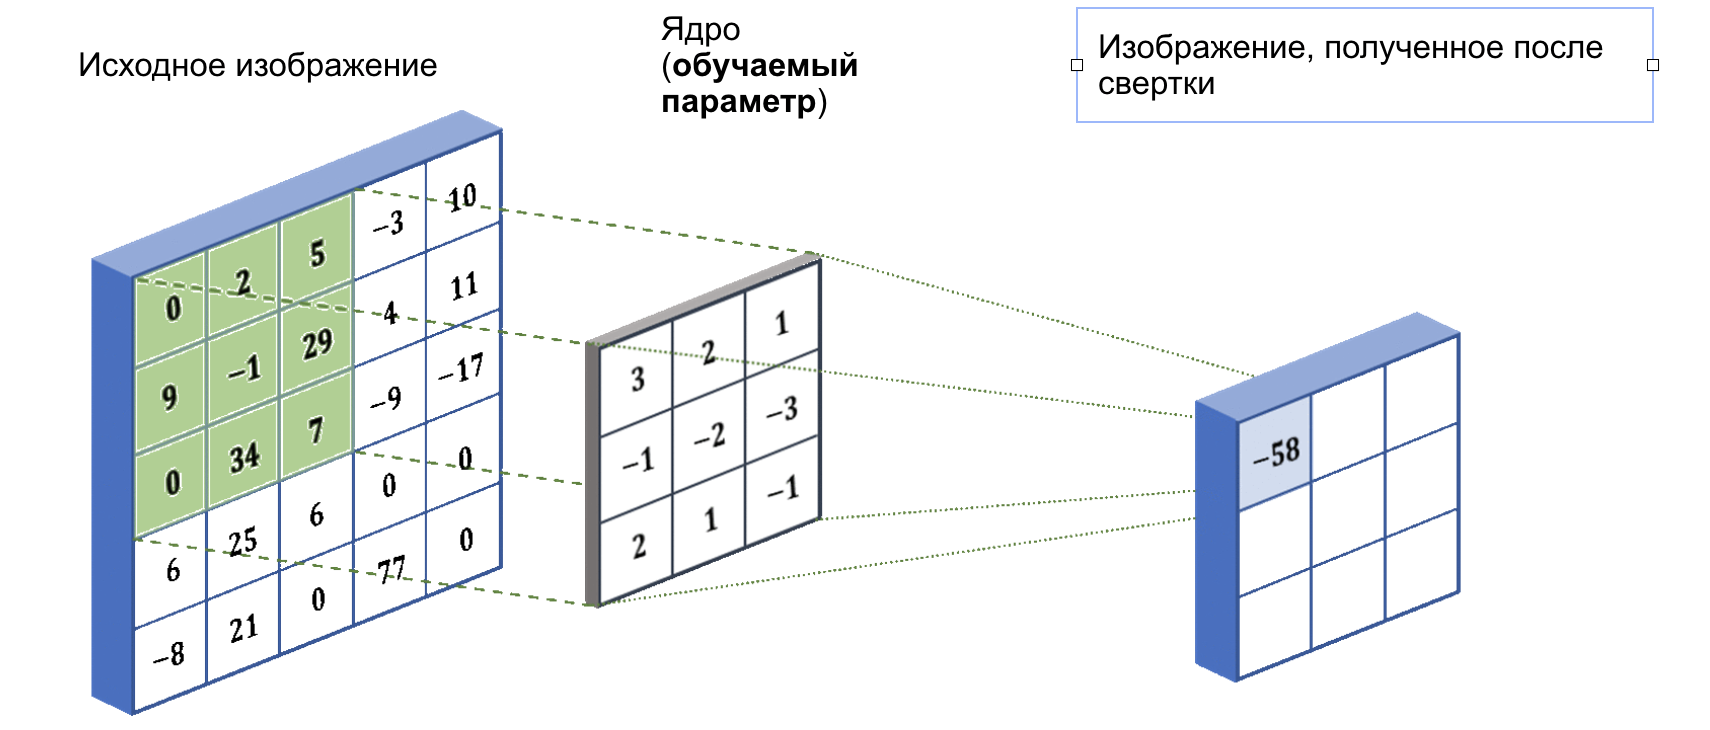 Исходное изображение
Ядро
(обучаемый
параметр)
Изображение, полученное после
свертки
0 2 5 −3 10
9 −1 29 4 11
0 34 7 −9 −17
6 25 6 0 0
−8 21 0 77 0
3 2 1
−1 −2 −3
2 1 −1
−58